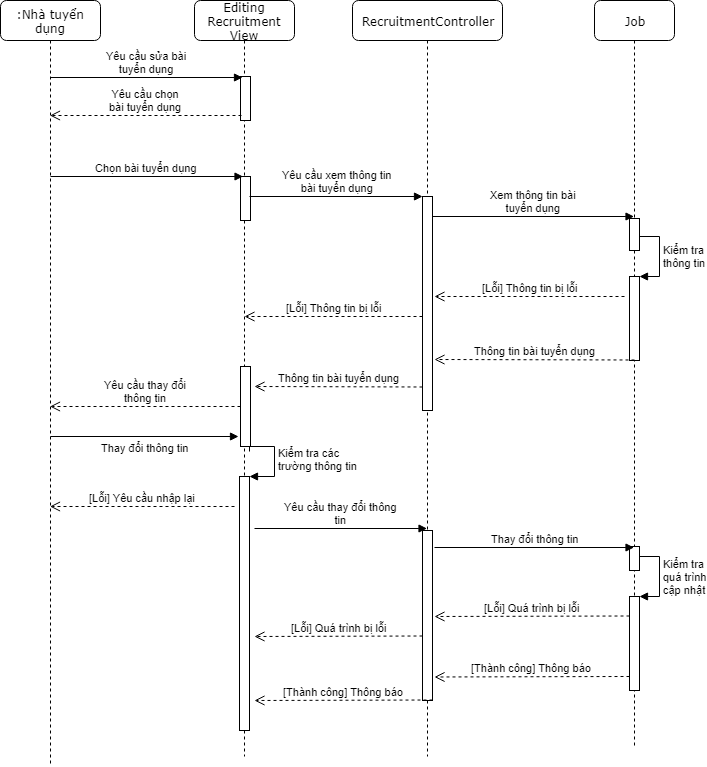 :Nhà tuyển
dụng
Editing
Recruitment
View
RecruitmentController
Job
Yêu cầu sửa bài
tuyển dụng
Yêu cầu chọn
bài tuyển dụng
Chọn bài tuyển dụng
Yêu cầu xem thông tin
bài tuyển dụng
Xem thông tin bài
tuyển dụng
Kiểm tra
thông tin
[Lỗi] Thông tin bị lỗi
[Lỗi] Thông tin bị lỗi
Thông tin bài tuyển dụng
Thông tin bài tuyển dụng
Yêu cầu thay đổi
thông tin
Thay đổi thông tin
Kiểm tra các
trường thông tin
[Lỗi] Yêu cầu nhập lại
Yêu cầu thay đổi thông
tin
Thay đổi thông tin
Kiểm tra
quá trình
cập nhật
[Lỗi] Quá trình bị lỗi
[Lỗi] Quá trình bị lỗi
[Thành công] Thông báo
[Thành công] Thông báo